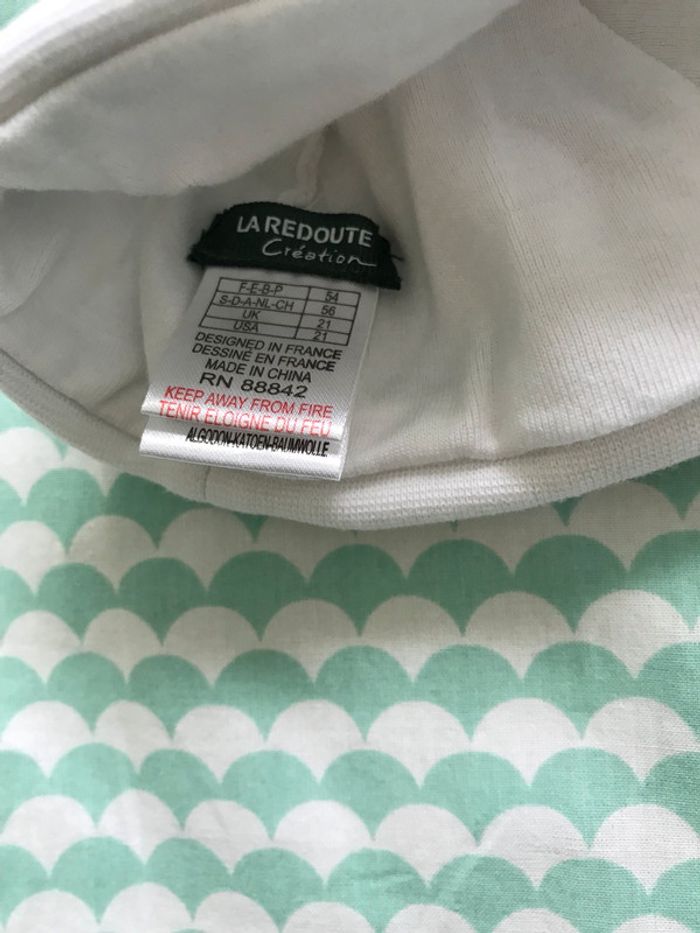 LA REDOUTE
Création
F-E-B-P 54
S-D-A-NL-CH 56
UK 21
USA 21
DESIGNED IN FRANCE
DESSINÉ EN FRANCE
MADE IN CHINA
RN 88842
KEEP AWAY FROM FIRE
TENIR ELOIGNE DU FEU
ALGODON-KATOEN-BAUMWOLLE